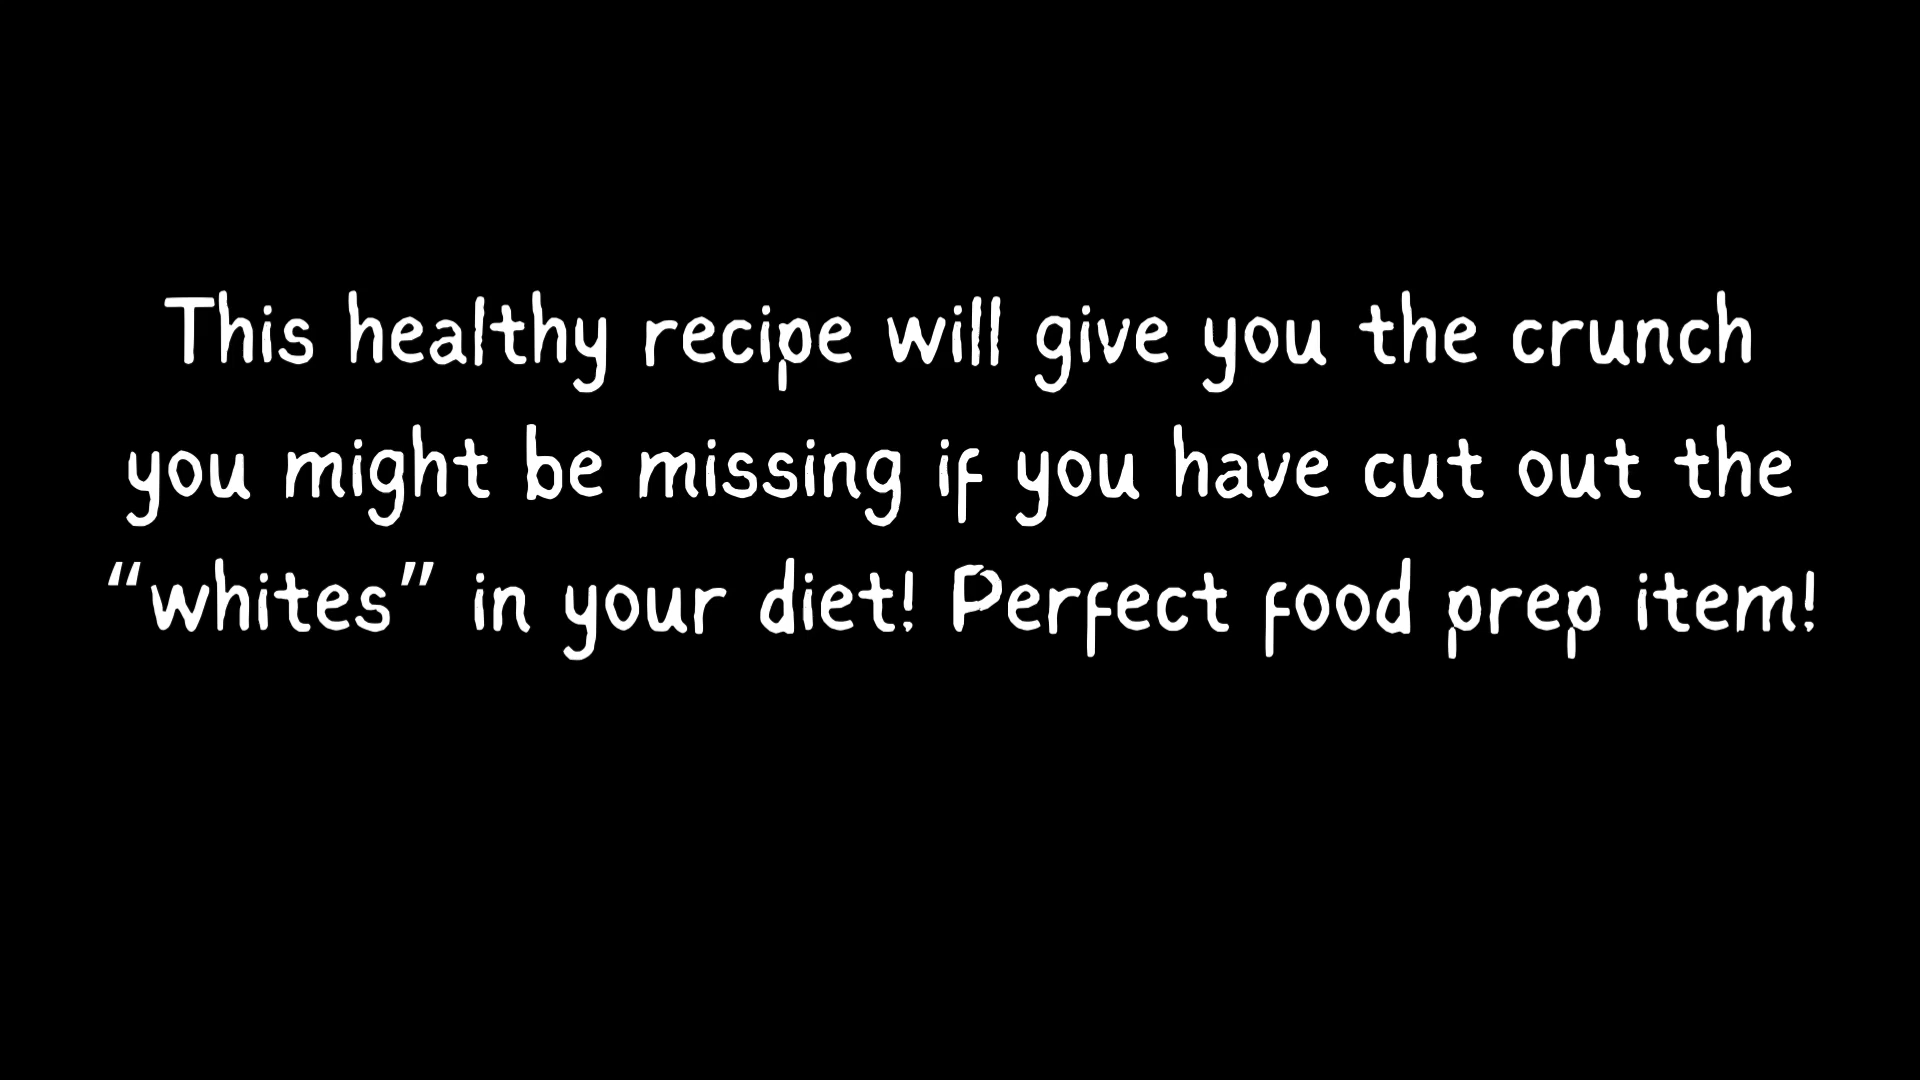 This healthy recipe will give you the crunch
you might be missing if you have cut out the
“whites” in your diet! Perfect food prep item!